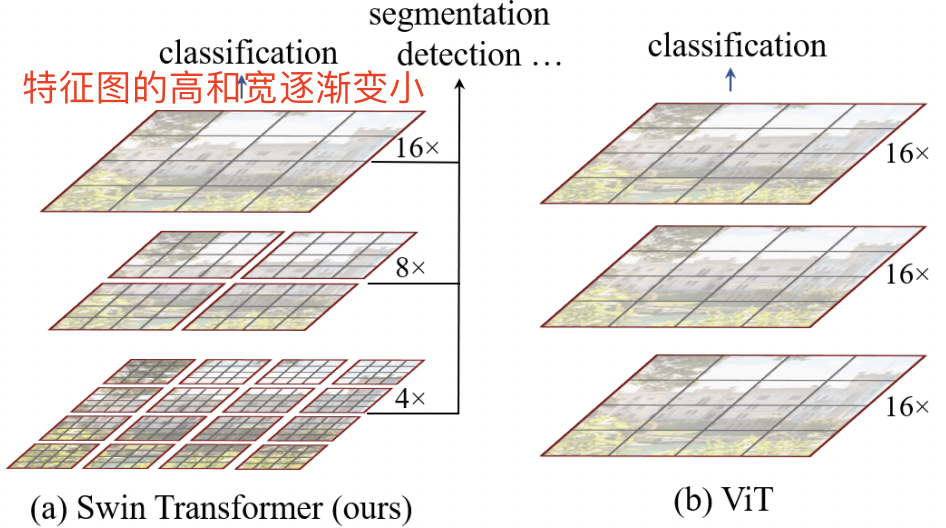 segmentation
classification
detection …
classification
特征图的高和宽逐渐变小
16×
8×
4×
16×
16×
16×
(a) Swin Transformer (ours)
(b) ViT